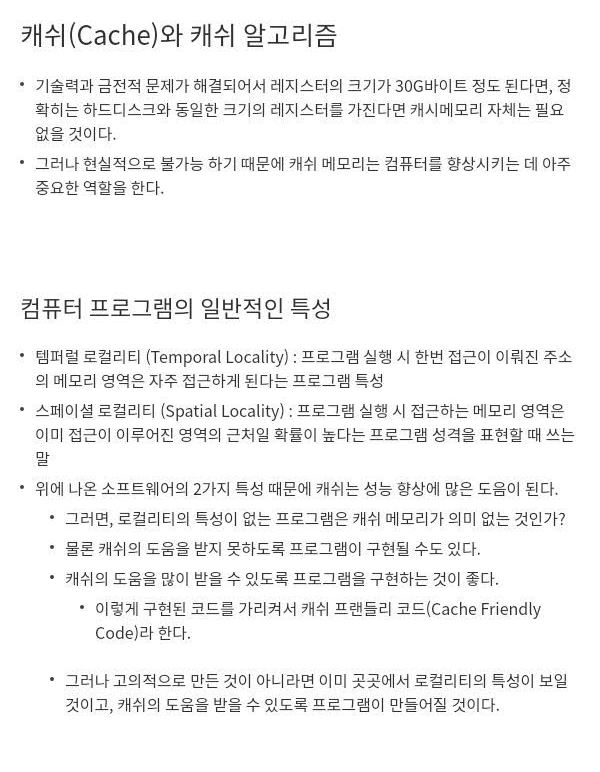 캐쉬(Cache)와 캐쉬 알고리즘
• 기술력과 금전적 문제가 해결되어서 레지스터의 크기가 30G바이트 정도 된다면, 정
확히는 하드디스크와 동일한 크기의 레지스터를 가진다면 캐시메모리 자체는 필요
없을 것이다.
• 그러나 현실적으로 불가능 하기 때문에 캐쉬 메모리는 컴퓨터를 향상시키는 데 아주
중요한 역할을 한다.
컴퓨터 프로그램의 일반적인 특성
• 템퍼럴 로컬리티 (Temporal Locality) : 프로그램 실행 시 한번 접근이 이뤄진 주소
의 메모리 영역은 자주 접근하게 된다는 프로그램 특성
• 스페이셜 로컬리티 (Spatial Locality) : 프로그램 실행 시 접근하는 메모리 영역은
이미 접근이 이루어진 영역의 근처일 확률이 높다는 프로그램 성격을 표현할 때 쓰는
말
• 위에 나온 소프트웨어의 2가지 특성 때문에 캐쉬는 성능 향상에 많은 도음이 된다.
• 그러면, 로컬리티의 특성이 없는 프로그램은 캐쉬 메모리가 의미 없는 것인가?
• 물론 캐쉬의 도움을 받지 못하도록 프로그램이 구현될 수도 있다.
• 캐쉬의 도움을 많이 받을 수 있도록 프로그램을 구현하는 것이 좋다.
• 이렇게 구현된 코드를 가리켜서 캐쉬 프랜들리 코드(Cache Friendly
Code)라 한다.
• 그러나 고의적으로 만든 것이 아니라면 이미 곳곳에서 로컬리티의 특성이 보일
것이고, 캐쉬의 도움을 받을 수 있도록 프로그램이 만들어질 것이다.